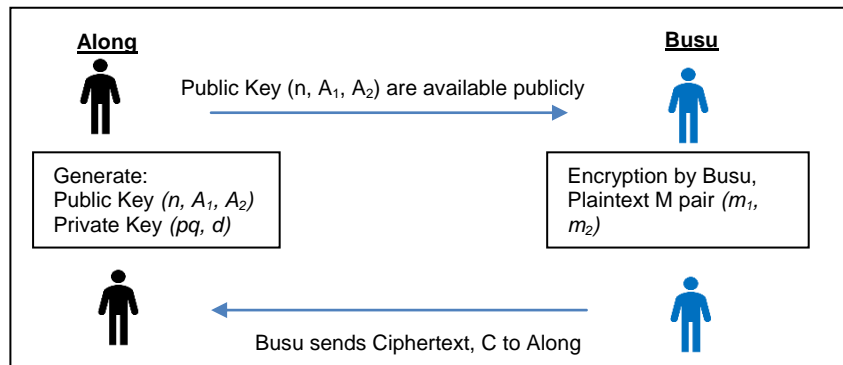 Along
Busu
Public Key (n, A₁, A₂) are available publicly
Generate:
Public Key (n, A₁, A₂)
Private Key (pq, d)
Encryption by Busu,
Plaintext M pair (m₁,
m₂)
Busu sends Ciphertext, C to Along